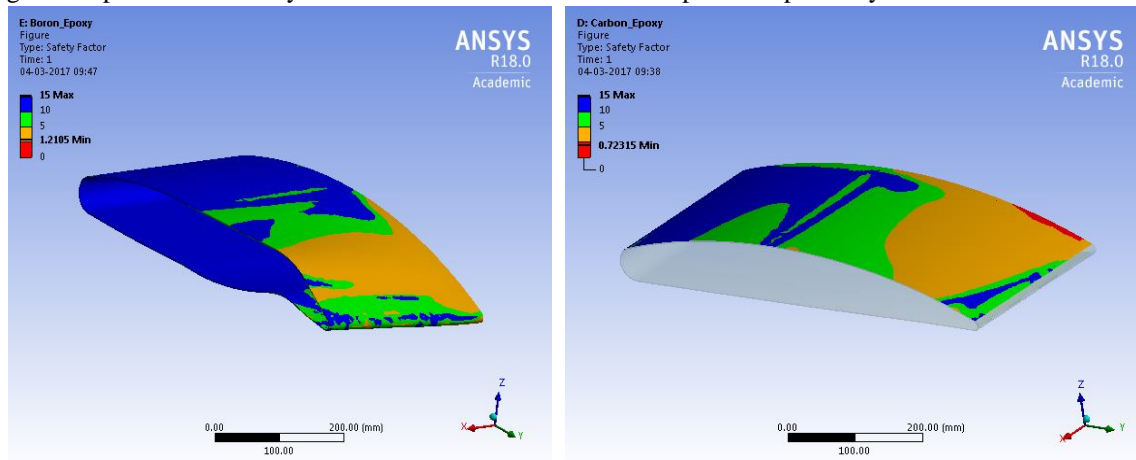 E: Boron_Epoxy
Figure
Type: Safety Factor
Time: 1
04-03-2017 09:47
ANSYS
R18.0
Academic
15 Max
10
5
1.2105 Min
0
Z
X
Y
0.00
200.00 (mm)
100.00
D: Carbon_Epoxy
Figure
Type: Safety Factor
Time: 1
04-03-2017 09:38
ANSYS
R18.0
Academic
15 Max
10
5
0.72315 Min
0
Z
X
Y
0.00
200.00 (mm)
100.00